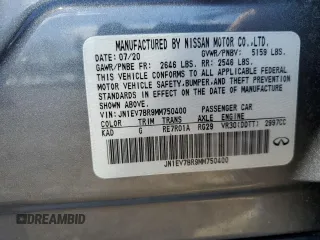 MANUFACTURED BY NISSAN MOTOR CO.,LTD.
DATE: 07/20 GVWR/PNBV: 5159 LBS.
GAWR/PNBE FR: 2646 LBS. RR: 2546 LBS.
THIS VEHICLE CONFORMS TO ALL APPLICABLE FEDERAL
MOTOR VEHICLE SAFETY, BUMPER, AND THEFT PREVENTION
STANDARDS IN EFFECT ON THE DATE OF MANUFACTURE
SHOWN ABOVE.
VIN: JN1EV7BR9MM750400 PASSENGER CAR
COLOR TRIM TRANS AXLE ENGINE
KAD G RE7R01A RG29 VR30(DDTT) 2997CC
JN1EV7BR9MM750400
DREAMBID